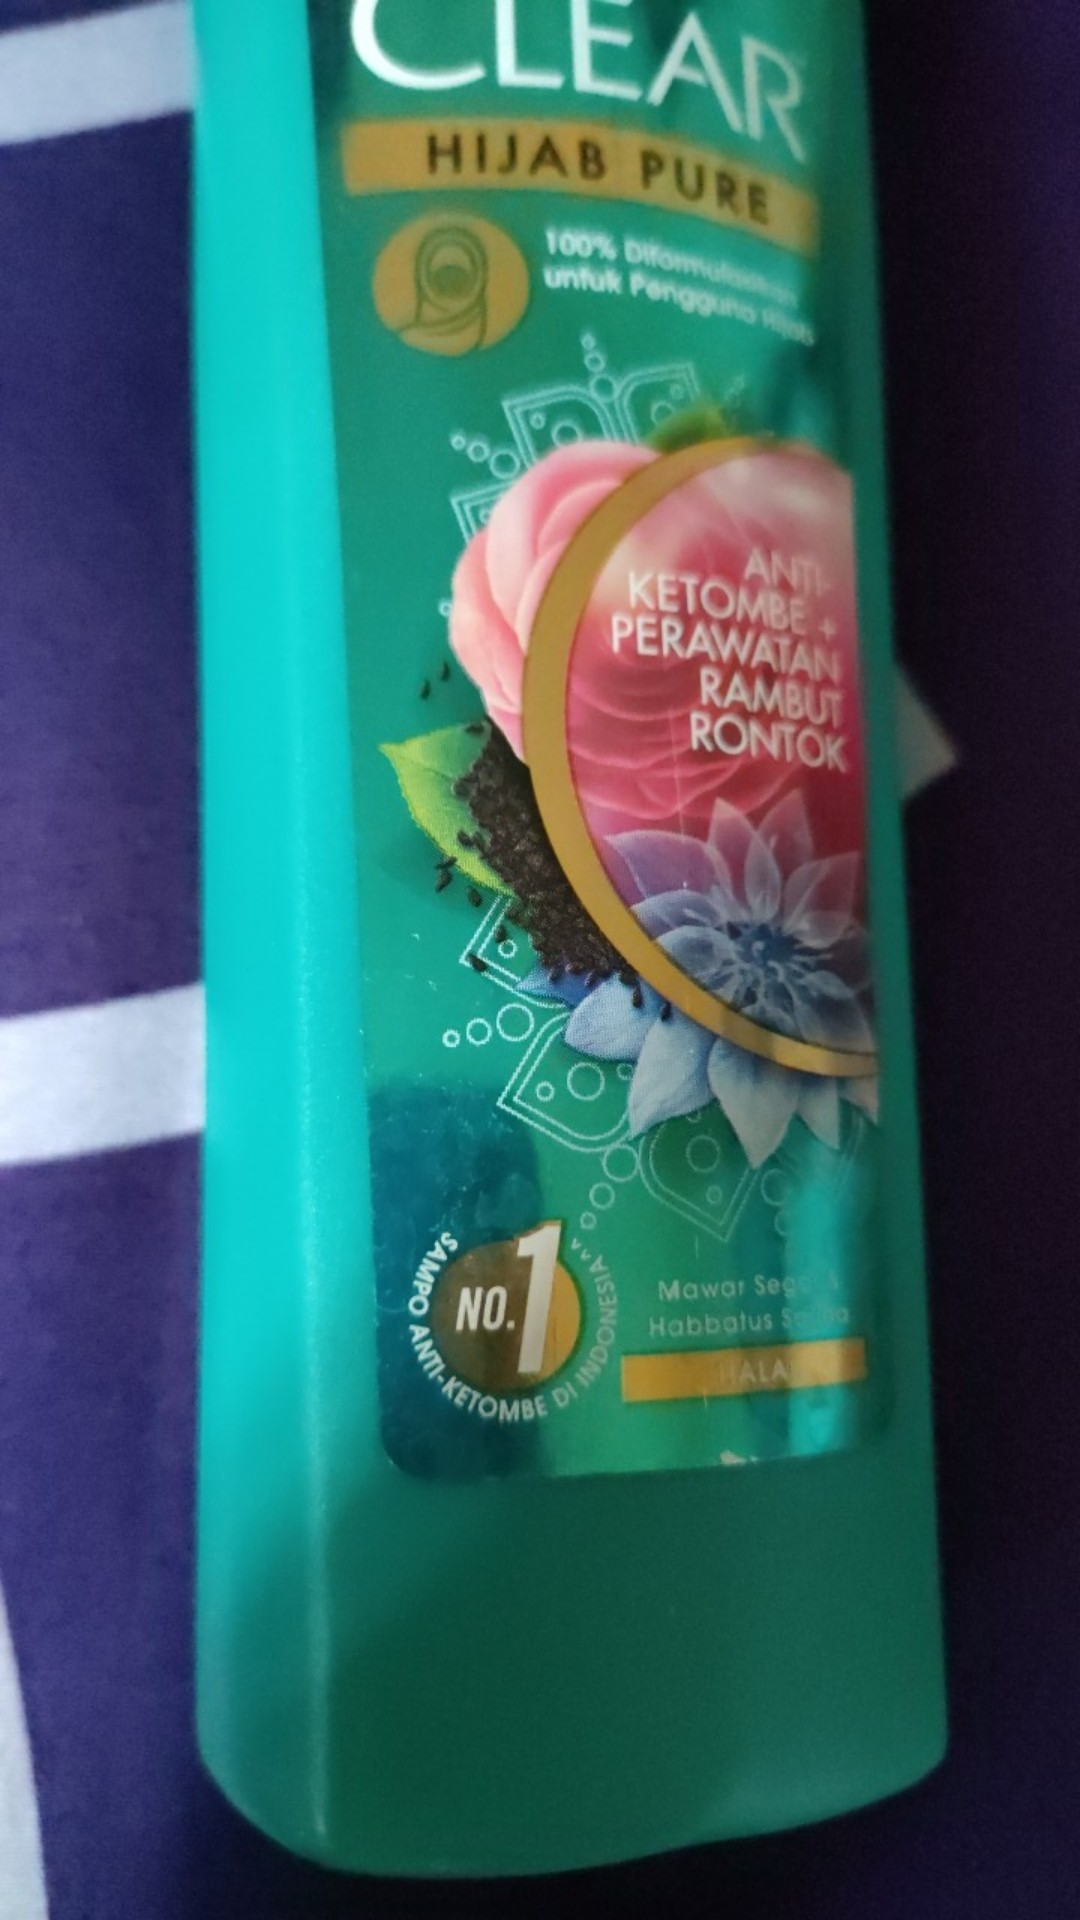 CLEAR
HIJAB PURE
100% Diformulasikan
untuk Pengguna Hijab
ANTI-
KETOMBE +
PERAWATAN
RAMBUT
RONTOK
NO.1
SAMPO ANTI-KETOMBE DI INDONESIA
Mawar
Habbatus